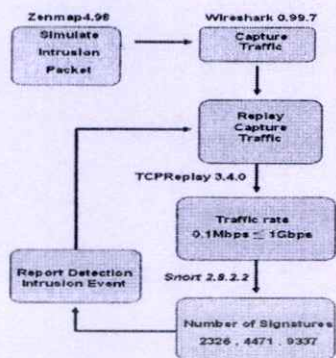 Zenmap4.98
Wireshark 0.99.7
Simulate
Intrusion
Packet
Capture
Traffic
Replay
Capture
Traffic
TCPReplay 3.4.0
Traffic rate
0.1Mbps ≤ 1Gbps
Report Detection
Intrusion Event
Snort 2.8.2.2
Number of Signatures
2326 , 4471 , 9337